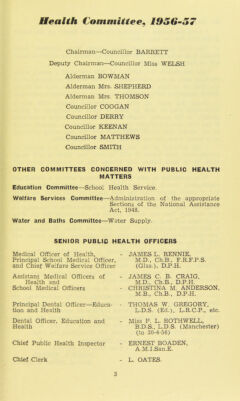 Health Committee, 1956-57
Chairman—Councillor BARRETT
Deputy Chairman—Councillor Miss WELSH
Alderman BOWMAN
Alderman Mrs. SHEPHERD
Alderman Mrs. THOMSON
Councillor COOGAN
Councillor DERRY
Councillor KEENAN
Councillor MATTHEWS
Councillor SMITH
OTHER COMMITTEES CONCERNED WITH PUBLIC HEALTH
MATTERS
Education Committee—School Health Service.
Welfare Services Committee—Administration of the appropriate
Sections of the National Assistance
Act, 1948.
Water and Baths Committee—Water Supply.
SENIOR PUBLIC HEALTH OFFICERS
Medical Officer of Health, - JAMES L. RENNIE,
Principal School Medical Officer, M.D., Ch.B., F.R.F.P.S.
and Chief Welfare Service Officer (Glas.), D.P.H.
Assistant Medical Officers of - JAMES C. B. CRAIG,
Health and M.D., Ch.B., D.P.H.
School Medical Officers - CHRISTINA M. ANDERSON,
M.B., Ch.B., D.P.H.
Principal Dental Officer—Educa- - THOMAS W. GREGORY,
tion and Health L.D.S. (Ed.), L.R.C.P., etc.
Dental Officer, Education and - Miss P. L. ROTHWELL,
Health B.D.S., L.D.S. (Manchester)
(to 30-4-56)
Chief Public Health Inspector - ERNEST BOADEN,
A.M.I.San.E.
Chief Clerk - L. OATES.
3